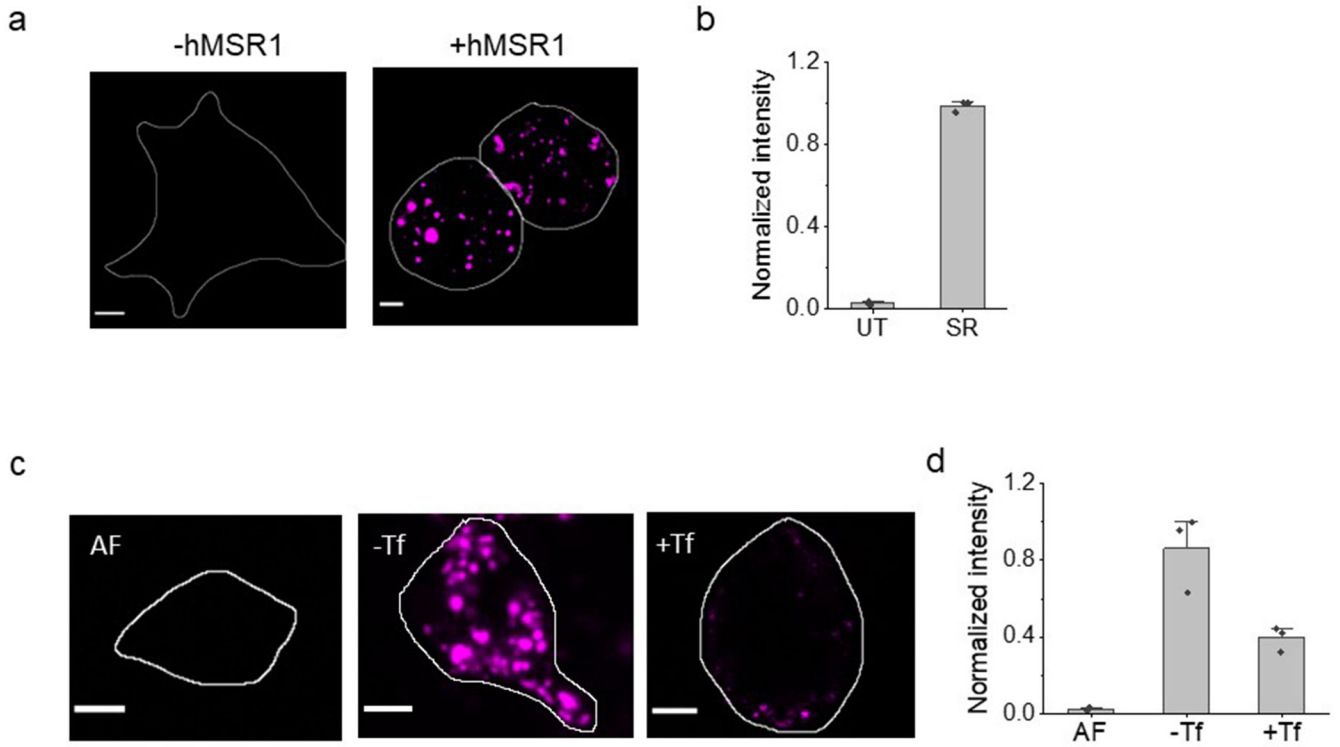 a
-hMSR1
+hMSR1
b
Normalized intensity
1.2
0.8
0.4
0.0
UT
SR
c
AF
-Tf
+Tf
d
Normalized intensity
1.2
0.8
0.4
0.0
AF
-Tf
+Tf